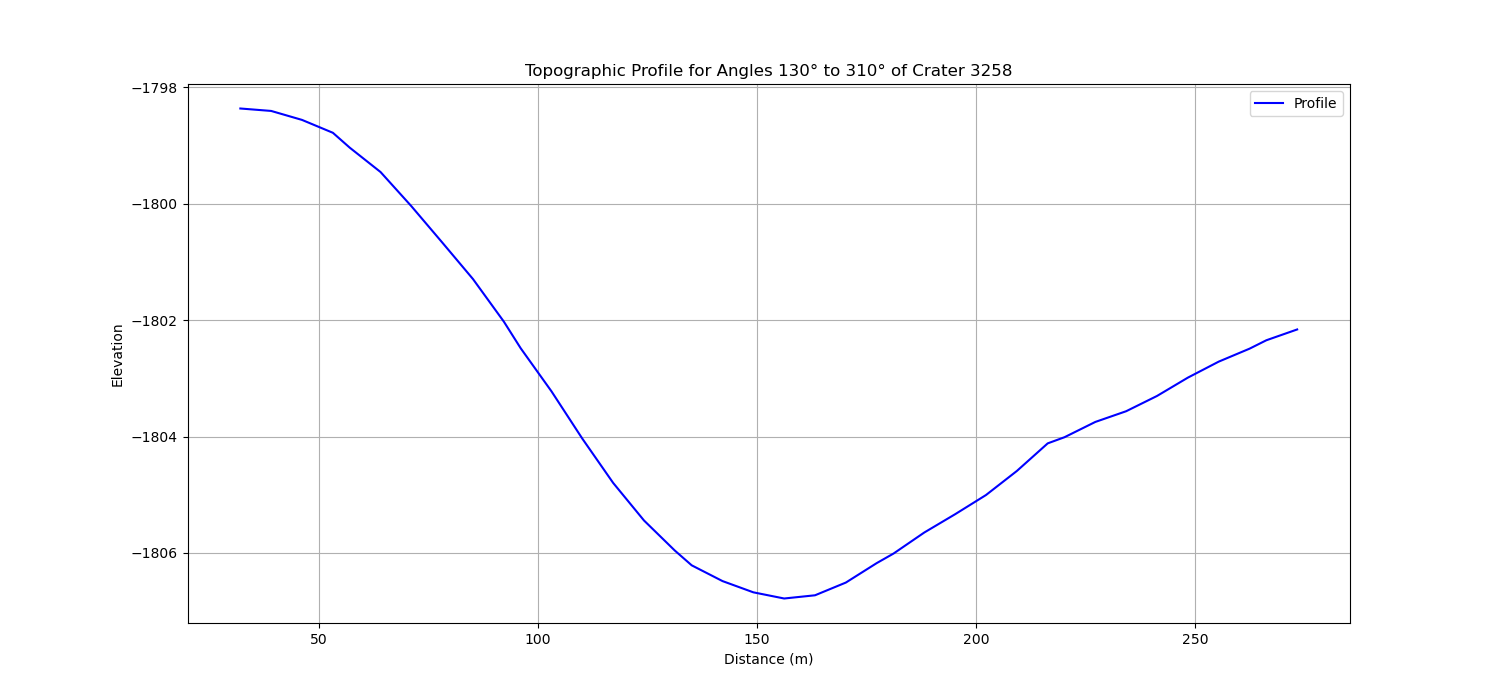 Topographic Profile for Angles 130° to 310° of Crater 3258
Profile
−1798
−1800
−1802
−1804
−1806
Elevation
50 100 150 200 250
Distance (m)